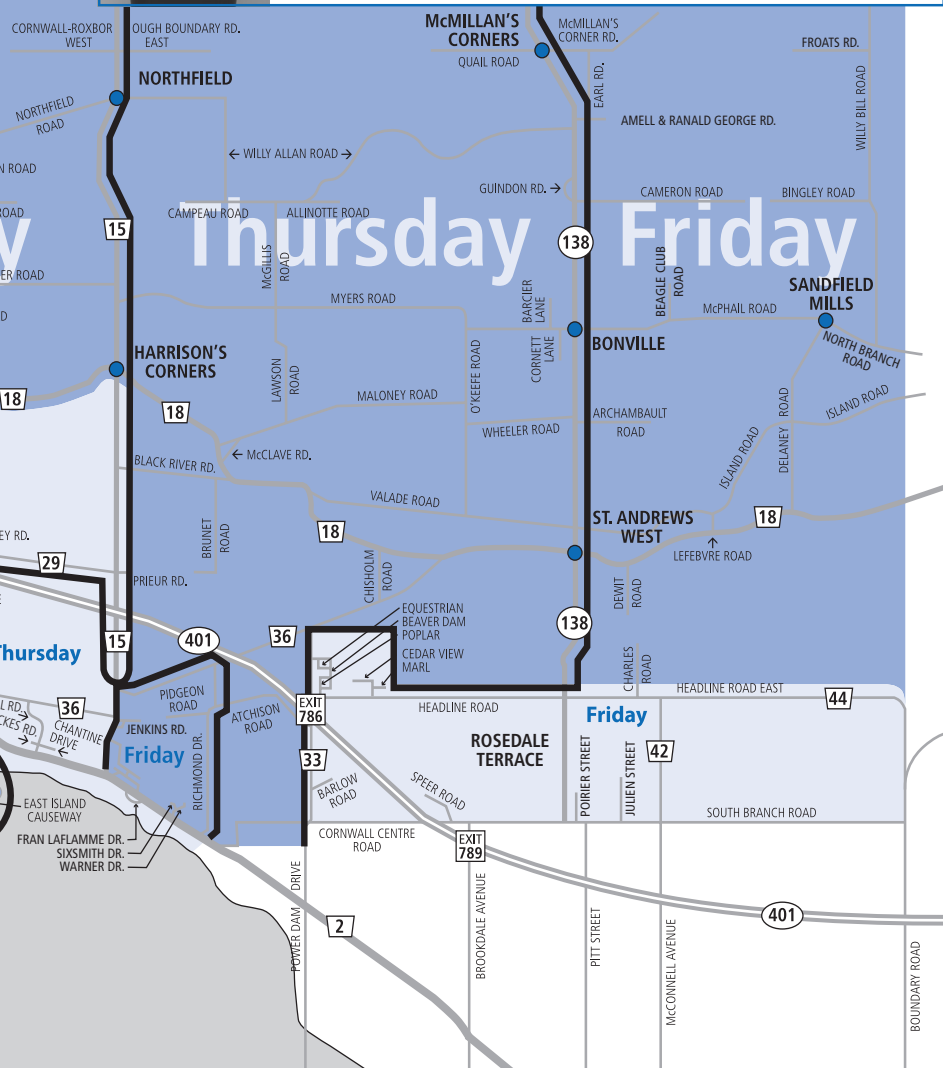 CORNWALL-ROXBOR OUGH BOUNDARY RD.
WEST EAST
McMILLAN'S
CORNERS
McMILLAN'S
CORNER RD.
QUAIL ROAD
FROATS RD.
NORTHFIELD
EARL RD.
WILLY BILL ROAD
NORTHFIELD
ROAD
AMELL & RANALD GEORGE RD.
← WILLY ALLAN ROAD →
N ROAD
GUINDON RD. →
CAMERON ROAD
BINGLEY ROAD
OAD
CAMPEAU ROAD
ALLINOTTE ROAD
y
Thursday
Friday
15
138
McGILLIS
ROAD
BEAGLE CLUB
ROAD
ER ROAD
SANDFIELD
MILLS
MYERS ROAD
BARCIER
LANE
McPHAIL ROAD
D
CORNETT
LANE
BONVILLE
NORTH BRANCH
ROAD
HARRISON'S
CORNERS
LAWSON
ROAD
O'KEEFE ROAD
18
18
MALONEY ROAD
ARCHAMBAULT
ROAD
WHEELER ROAD
DELANEY ROAD
ISLAND ROAD
ISLAND ROAD
← McCLAVE RD.
BLACK RIVER RD.
VALADE ROAD
18
ST. ANDREWS
WEST
18
BRUNET
ROAD
EY RD.
LEFEBVRE ROAD
29
CHISHOLM
ROAD
DEWIT
ROAD
PRIEUR RD.
E
EQUESTRIAN
BEAVER DAM
POPLAR
CEDAR VIEW
MARL
138
15
401
36
Thursday
CHARLES
ROAD
HEADLINE ROAD EAST
44
PIDGEON
ROAD
36
L RD.
CKES RD.
CHANTINE
DRIVE
ATCHISON
ROAD
EXIT
786
HEADLINE ROAD
Friday
JENKINS RD.
Friday
RICHMOND DR.
33
ROSEDALE
TERRACE
POIRIER STREET
JULIEN STREET
42
BARLOW
ROAD
SPEER ROAD
EAST ISLAND
CAUSEWAY
SOUTH BRANCH ROAD
FRAN LAFLAMME DR.
SIXSMITH DR.
WARNER DR.
CORNWALL CENTRE
ROAD
EXIT
789
POWER DAM DRIVE
2
BROOKDALE AVENUE
PITT STREET
McCONNELL AVENUE
401
BOUNDARY ROAD